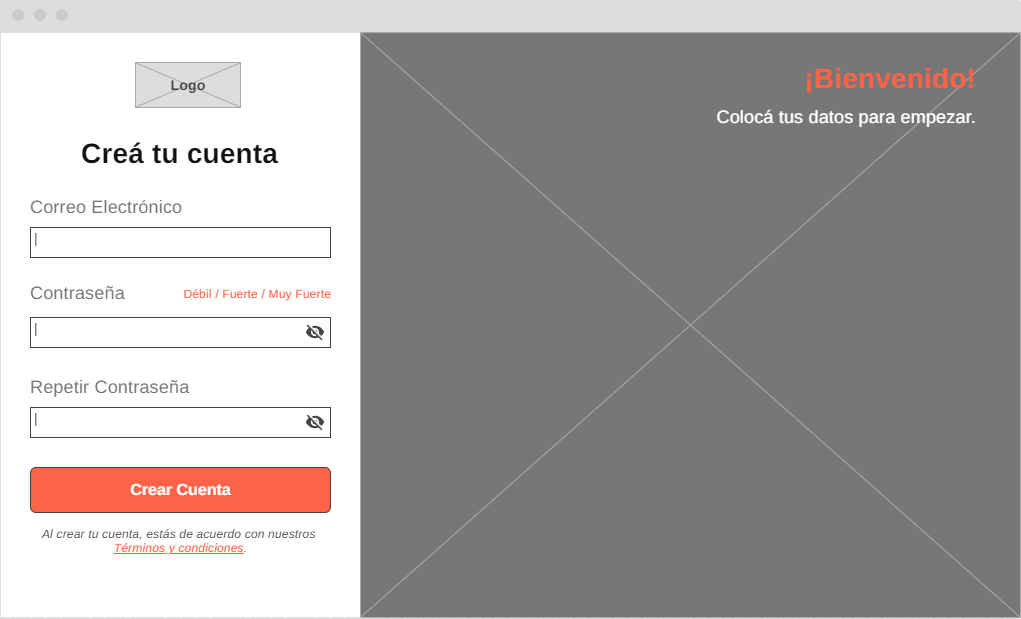 Logo
Creá tu cuenta
Correo Electrónico
Contraseña
Débil / Fuerte / Muy Fuerte
Repetir Contraseña
Crear Cuenta
Al crear tu cuenta, estás de acuerdo con nuestros
Términos y condiciones.
¡Bienvenido!
Colocá tus datos para empezar.